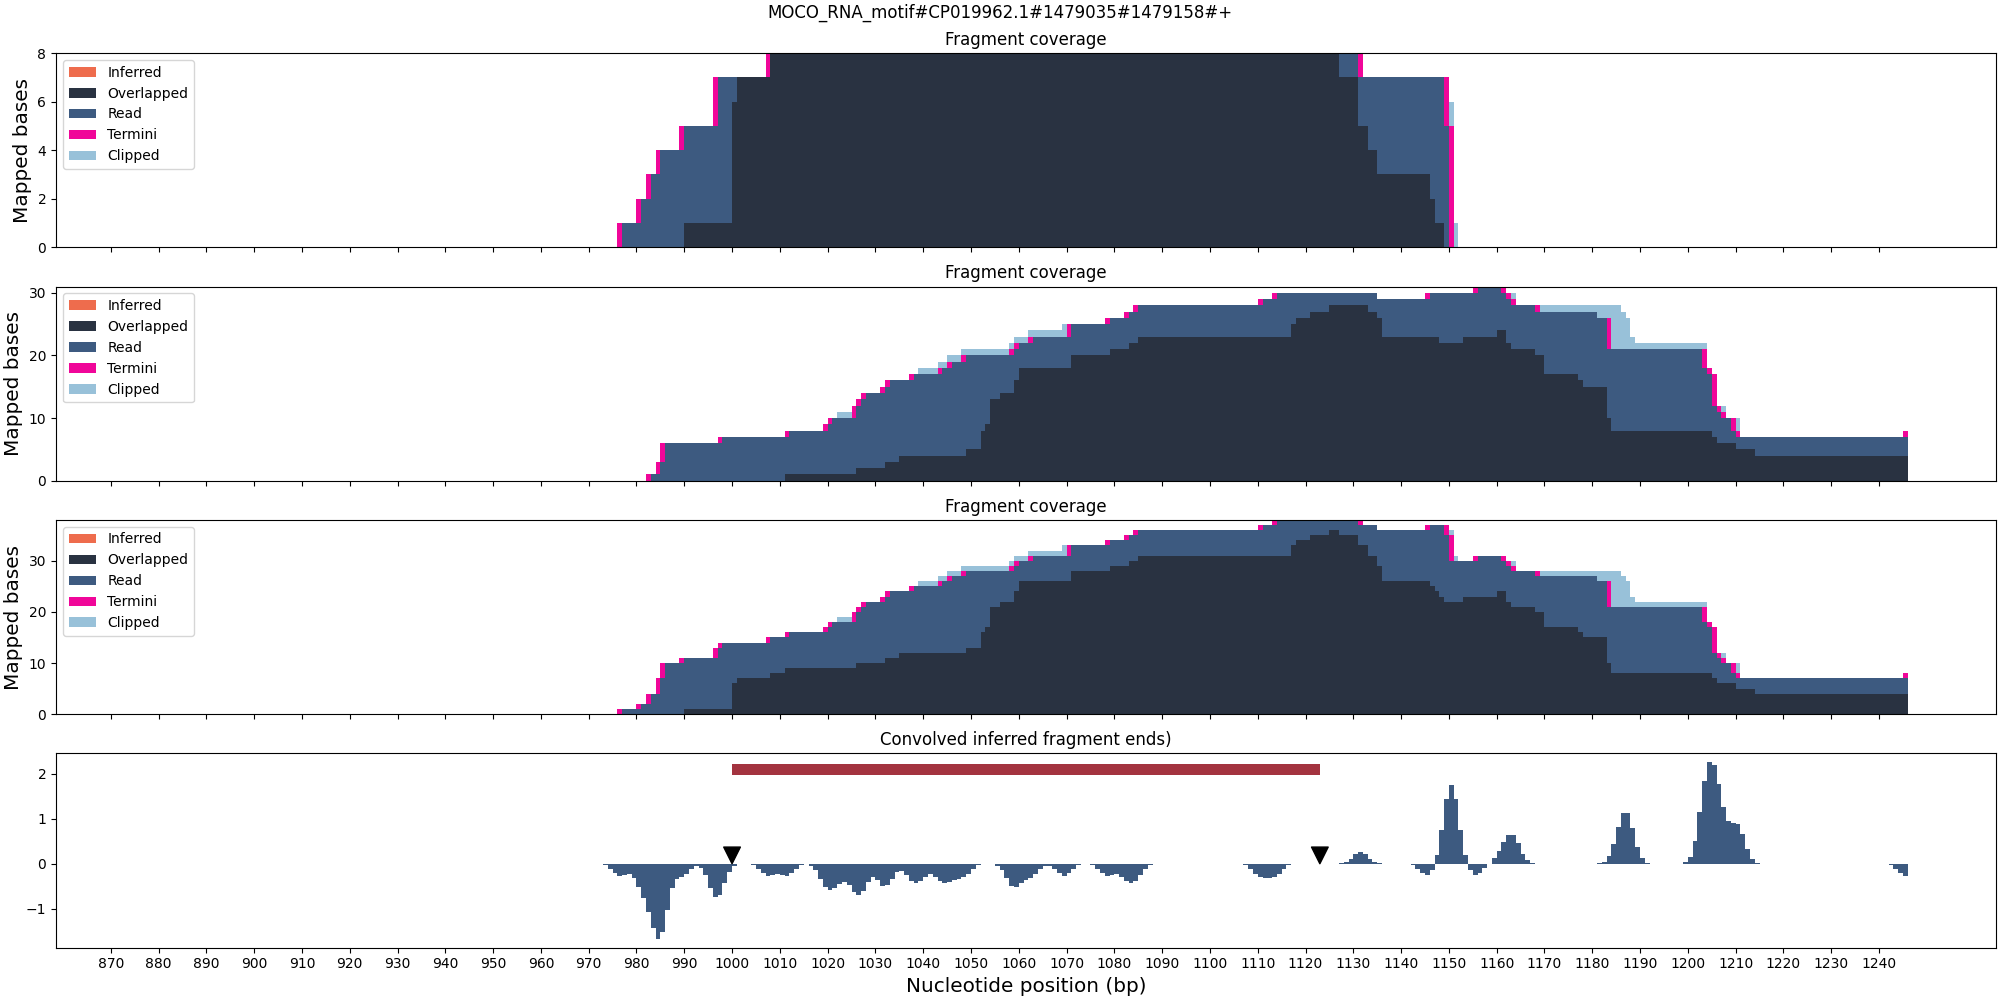 MOCO_RNA_motif#CP019962.1#1479035#1479158#+
Fragment coverage
Mapped bases
8
6
4
2
0
Inferred
Overlapped
Read
Termini
Clipped
Fragment coverage
Mapped bases
30
20
10
0
Inferred
Overlapped
Read
Termini
Clipped
Fragment coverage
Mapped bases
30
20
10
0
Inferred
Overlapped
Read
Termini
Clipped
Convolved inferred fragment ends)
2
1
0
−1
870 880 890 900 910 920 930 940 950 960 970 980 990 1000 1010 1020 1030 1040 1050 1060 1070 1080 1090 1100 1110 1120 1130 1140 1150 1160 1170 1180 1190 1200 1210 1220 1230 1240
Nucleotide position (bp)